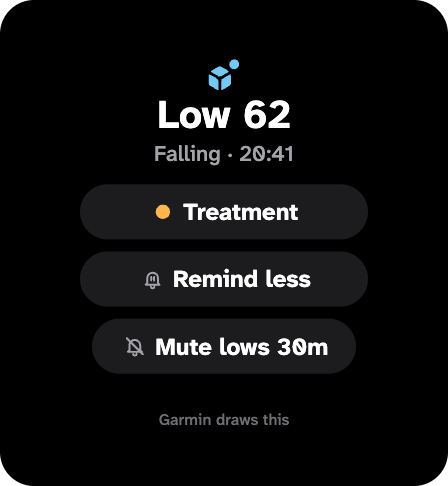 Low 62
Falling · 20:41
Treatment
Remind less
Mute lows 30m
Garmin draws this